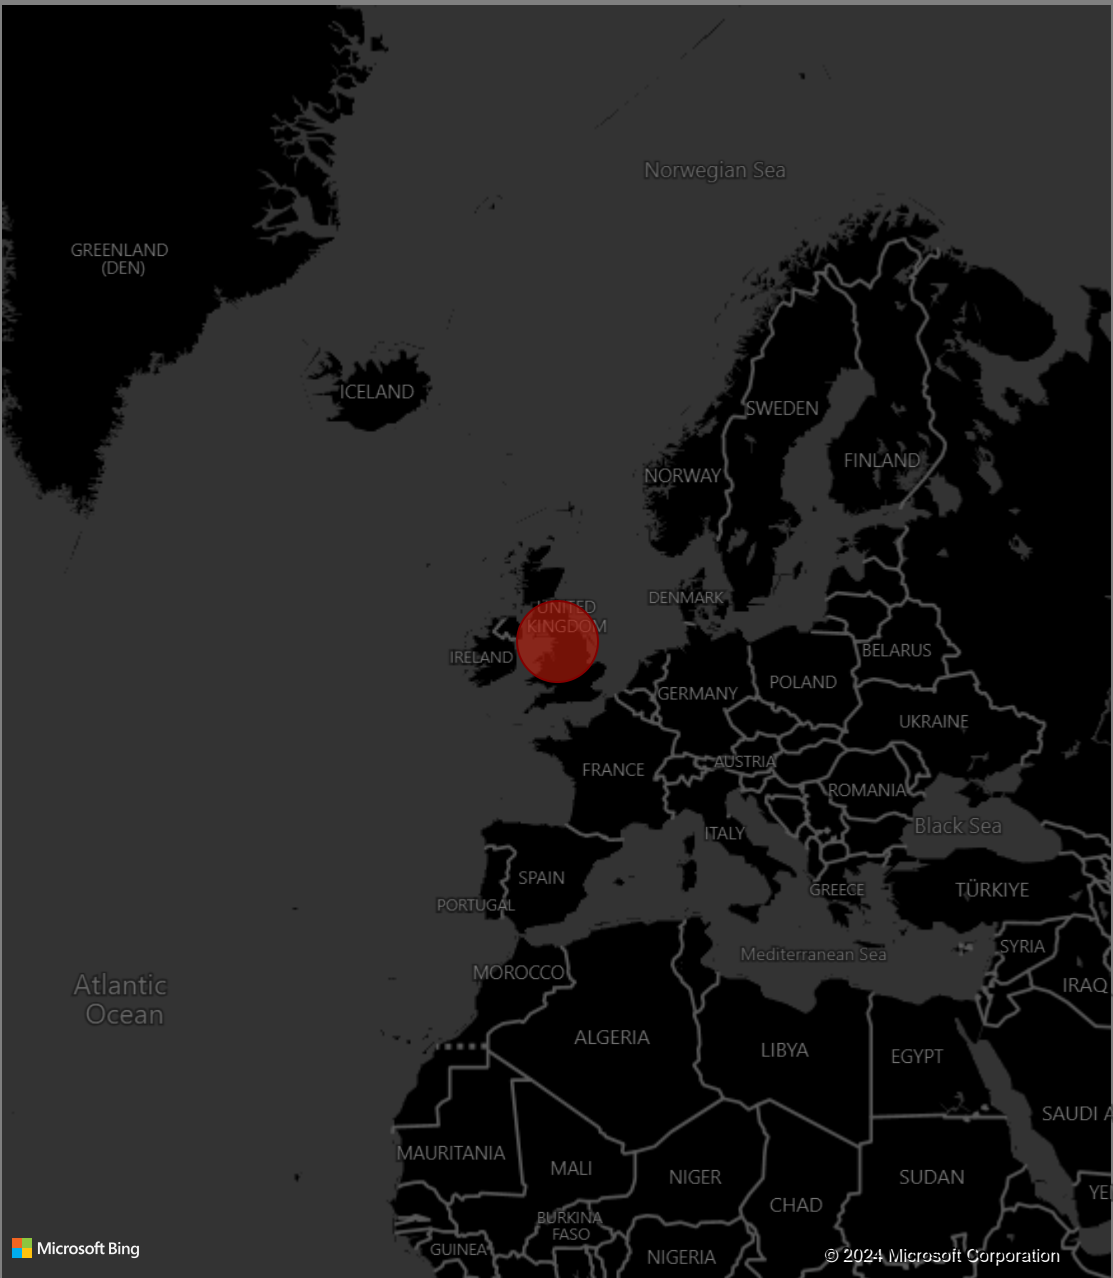 Norwegian Sea
GREENLAND
(DEN)
ICELAND
SWEDEN
FINLAND
NORWAY
DENMARK
UNITED
KINGDOM
IRELAND
BELARUS
POLAND
GERMANY
UKRAINE
AUSTRIA
FRANCE
ROMANIA
Black Sea
ITALY
SPAIN
GREECE
TÜRKIYE
PORTUGAL
SYRIA
Mediterranean Sea
MOROCCO
IRAQ
Atlantic
Ocean
ALGERIA
LIBYA
EGYPT
SAUDI A
MAURITANIA
MALI
NIGER
SUDAN
YE
CHAD
BURKINA
FASO
GUINEA
NIGERIA
Microsoft Bing
© 2024 Microsoft Corporation